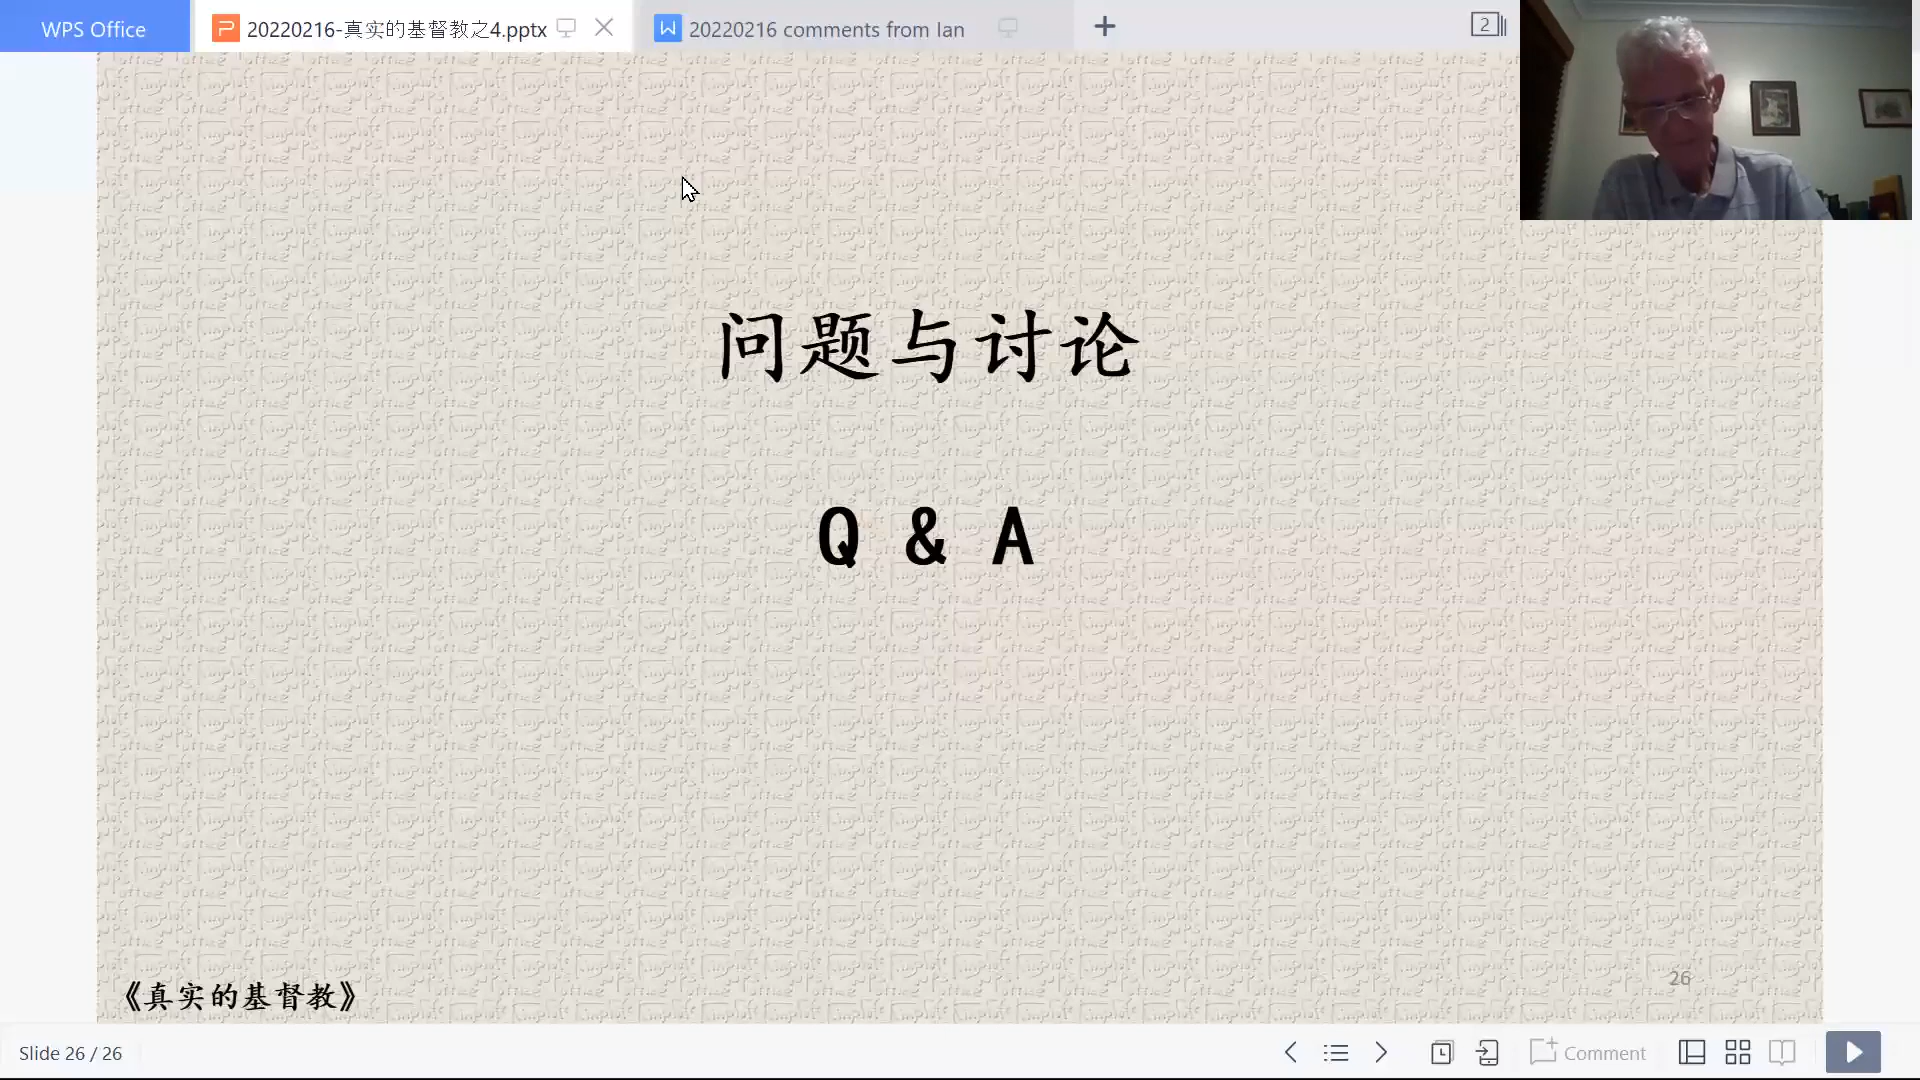 WPS Office
20220216-真实的基督教之4.pptx
20220216 comments from Ian
2
问题与讨论
Q & A
26
《真实的基督教》
Slide 26 / 26
Comment